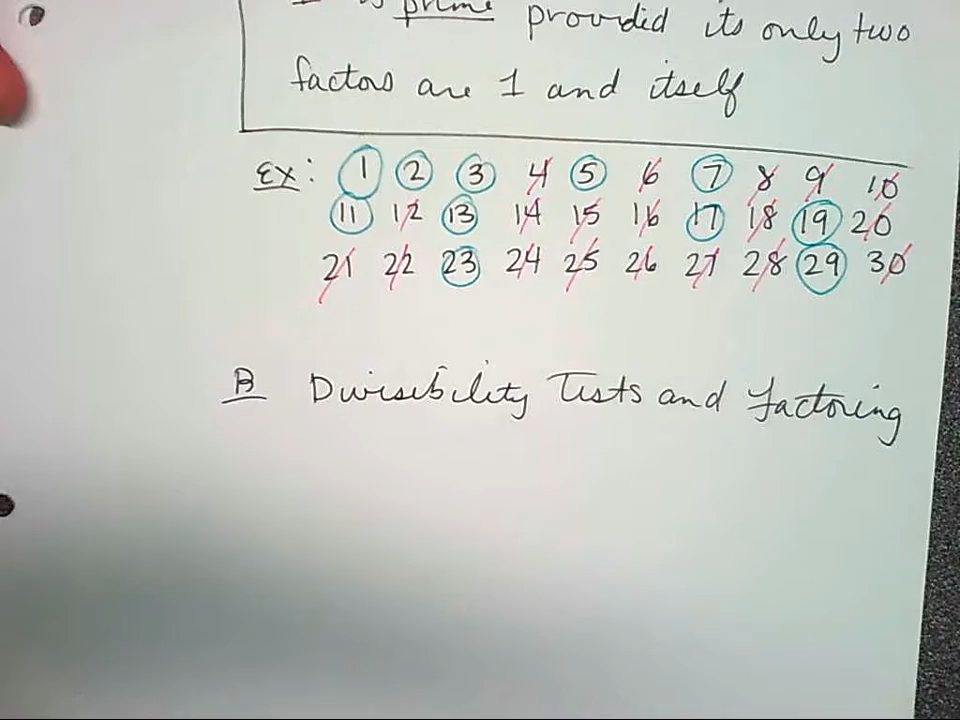 is prime provided its only two
factors are 1 and itself
Ex: 1 2 3 4 5 6 7 8 9 10
11 12 13 14 15 16 17 18 19 20
21 22 23 24 25 26 27 28 29 30
B Divisibility Tests and Factoring